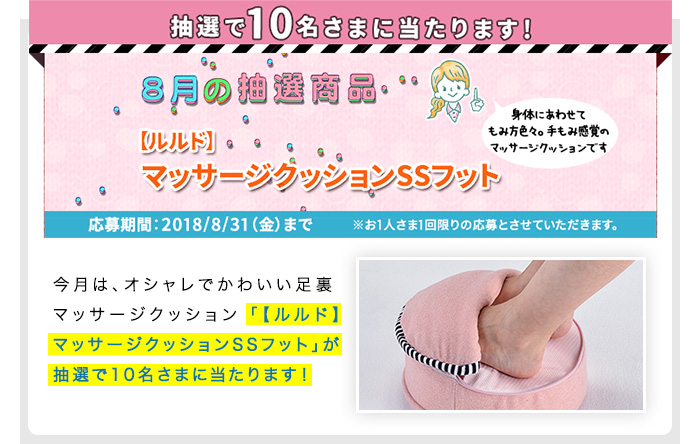 抽選で10名さまに当たります!
8月の抽選商品
身体にあわせて
もみ方色々。手もみ感覚の
マッサージクッションです
【ルルド】
マッサージクッションSSフット
応募期間：2018/8/31（金）まで ※お1人さま1回限りの応募とさせていただきます。
今月は、オシャレでかわいい足裏
マッサージクッション「【ルルド】
マッサージクッションSSフット」が
抽選で10名さまに当たります！